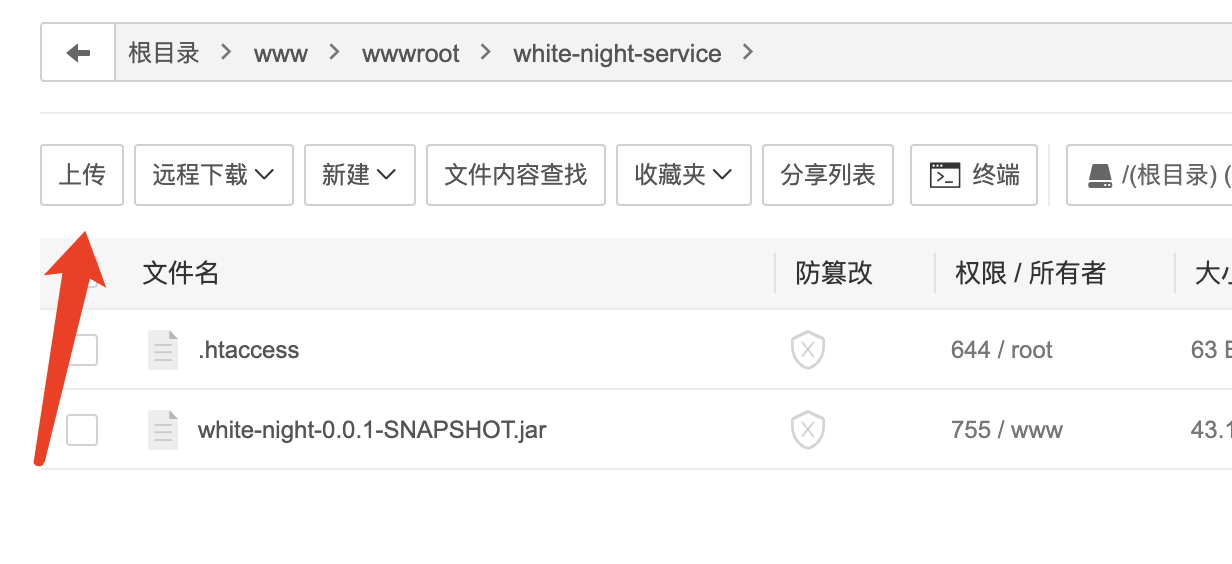 根目录 > www > wwwroot > white-night-service >
上传 远程下载 新建 文件内容查找 收藏夹 分享列表 终端 /(根目录) (
文件名 防篡改 权限 / 所有者 大
.htaccess 644 / root 63
white-night-0.0.1-SNAPSHOT.jar 755 / www 43.1